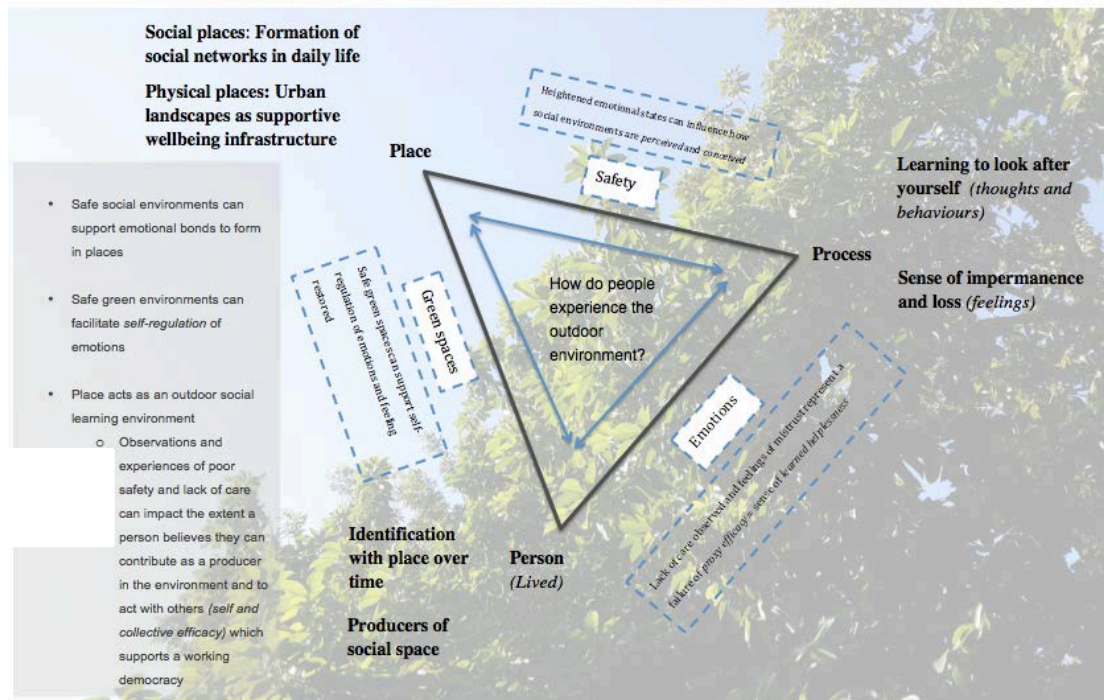 Social places: Formation of
social networks in daily life
Physical places: Urban
landscapes as supportive
wellbeing infrastructure
Place
Heightened emotional states can influence how
social environments are perceived and conceived
Safety
Learning to look after
yourself (thoughts and
behaviours)
Process
Sense of impermanence
and loss (feelings)
• Safe social environments can
support emotional bonds to form
in places
• Safe green environments can
facilitate self-regulation of
emotions
• Place acts as an outdoor social
learning environment
o Observations and
experiences of poor
safety and lack of care
can impact the extent a
person believes they can
contribute as a producer
in the environment and to
act with others (self and
collective efficacy) which
supports a working
democracy
Safe green spaces can support self-
regulation of emotions and feeling
restored
Green spaces
How do people
experience the
outdoor
environment?
Emotions
Lack of care observed and feelings of mistrust represent a
failure of proxy efficacy = sense of learned helplessness
Identification
with place over
time
Producers of
social space
Person
(Lived)